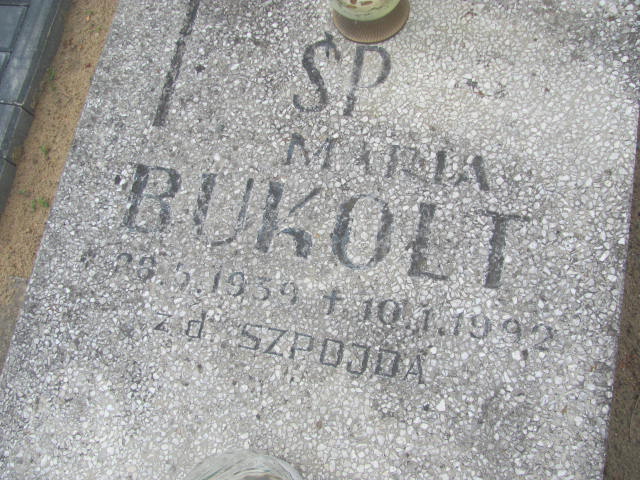 ŚP
MARIA
BUKOLT
* 28.5.1939 + 10.1.1992
z d. SZPOJDA